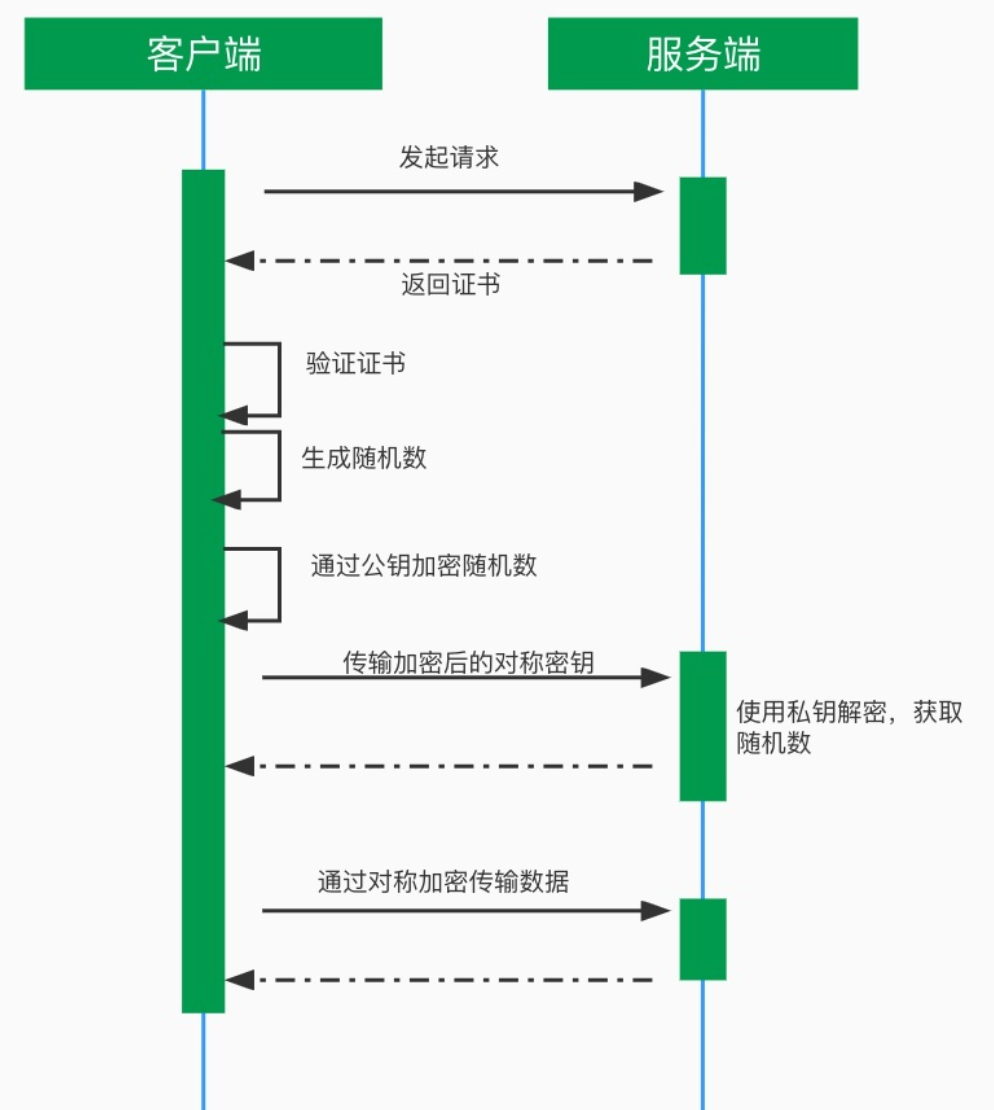 客户端
服务端
发起请求
返回证书
验证证书
生成随机数
通过公钥加密随机数
传输加密后的对称密钥
使用私钥解密，获取
随机数
通过对称加密传输数据